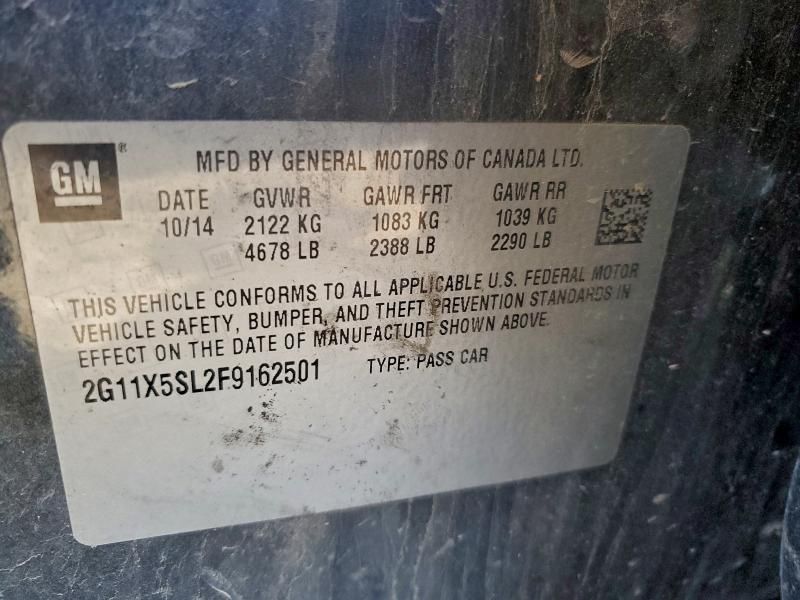 GM®
MFD BY GENERAL MOTORS OF CANADA LTD.
DATE GVWR GAWR FRT GAWR RR
10/14 2122 KG 1083 KG 1039 KG
4678 LB 2388 LB 2290 LB
THIS VEHICLE CONFORMS TO ALL APPLICABLE U.S. FEDERAL MOTOR
VEHICLE SAFETY, BUMPER, AND THEFT PREVENTION STANDARDS IN
EFFECT ON THE DATE OF MANUFACTURE SHOWN ABOVE.
2G11X5SL2F9162501 TYPE: PASS CAR